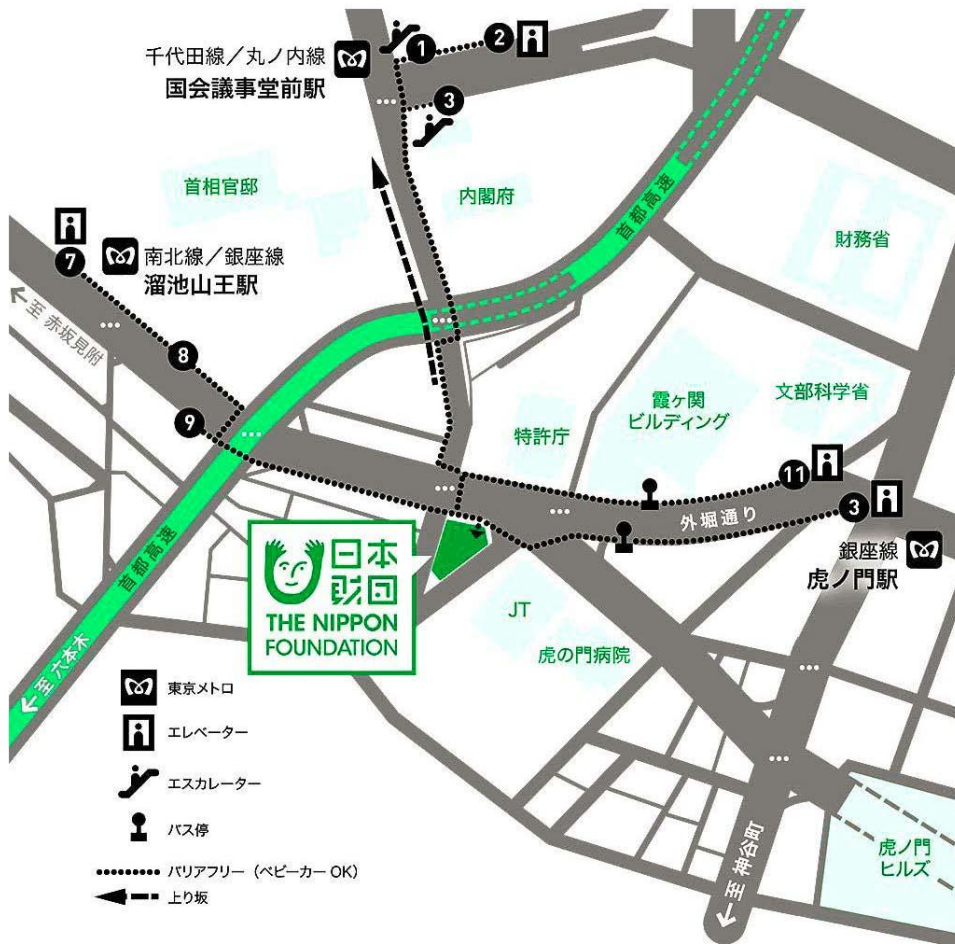 千代田線／丸ノ内線
国会議事堂前駅
1
2
3
首都高速
首相官邸
内閣府
財務省
7
南北線／銀座線
溜池山王駅
←至 赤坂見附
8
9
特許庁
霞ヶ関
ビルディング
文部科学省
11
3
外堀通り
銀座線
虎ノ門駅
日本
財団
THE NIPPON
FOUNDATION
首都高速
←至 六本木
JT
虎の門病院
東京メトロ
エレベーター
エスカレーター
バス停
バリアフリー（ベビーカー OK）
上り坂
←至 神谷町
虎ノ門
ヒルズ